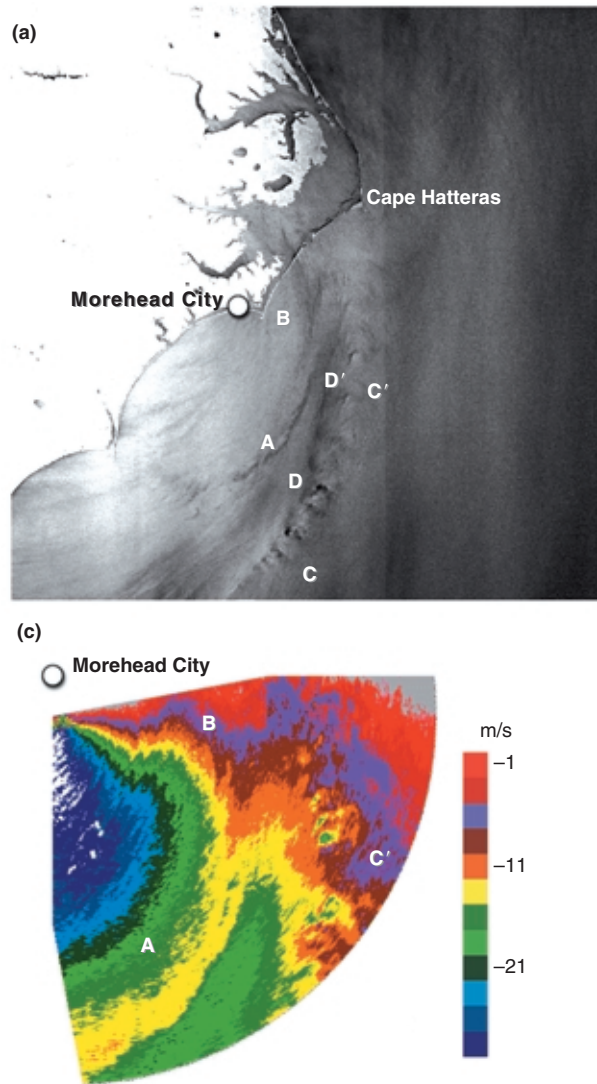 (a)
Cape Hatteras
Morehead City
B
D′
C′
A
D
C
(c)
Morehead City
m/s
B
–1
–11
C′
A
–21